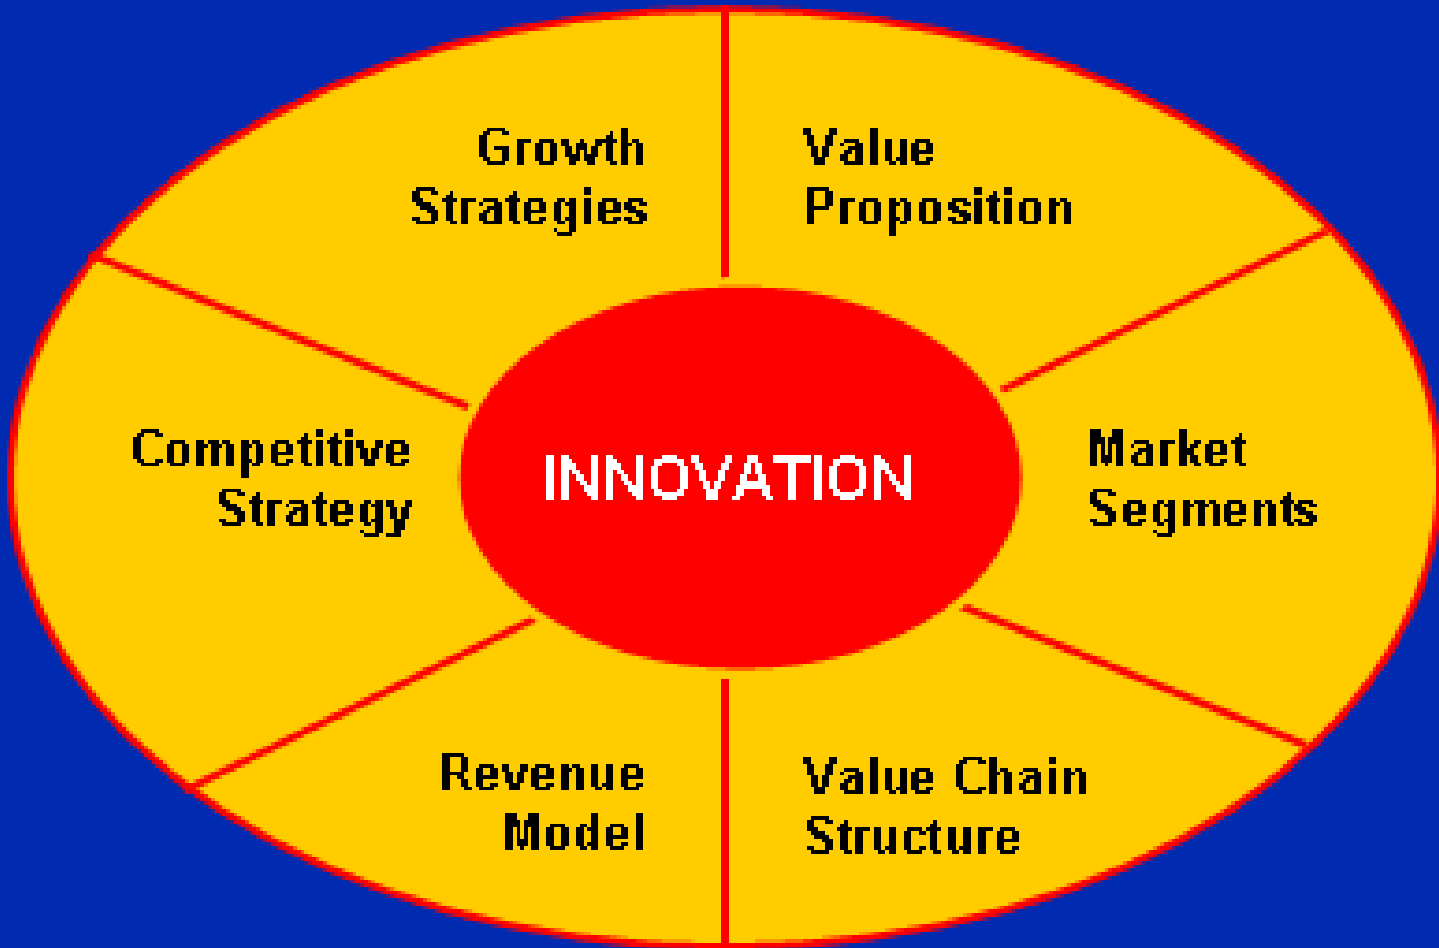 Growth
Strategies
Value
Proposition
Competitive
Strategy
INNOVATION
Market
Segments
Revenue
Model
Value Chain
Structure